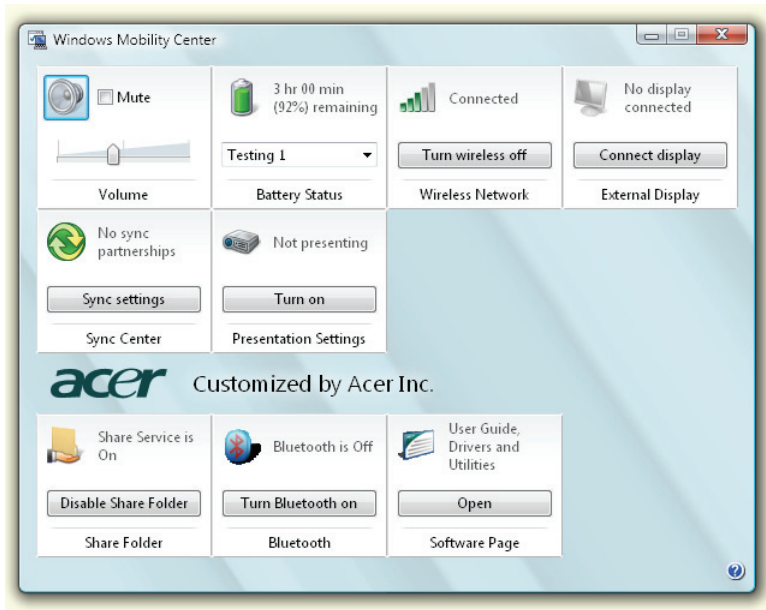 Windows Mobility Center
Mute
Volume
3 hr 00 min
(92%) remaining
Testing 1
Battery Status
Connected
Turn wireless off
Wireless Network
No display
connected
Connect display
External Display
No sync
partnerships
Sync settings
Sync Center
Not presenting
Turn on
Presentation Settings
acer Customized by Acer Inc.
Share Service is
On
Disable Share Folder
Share Folder
Bluetooth is Off
Turn Bluetooth on
Bluetooth
User Guide,
Drivers and
Utilities
Open
Software Page